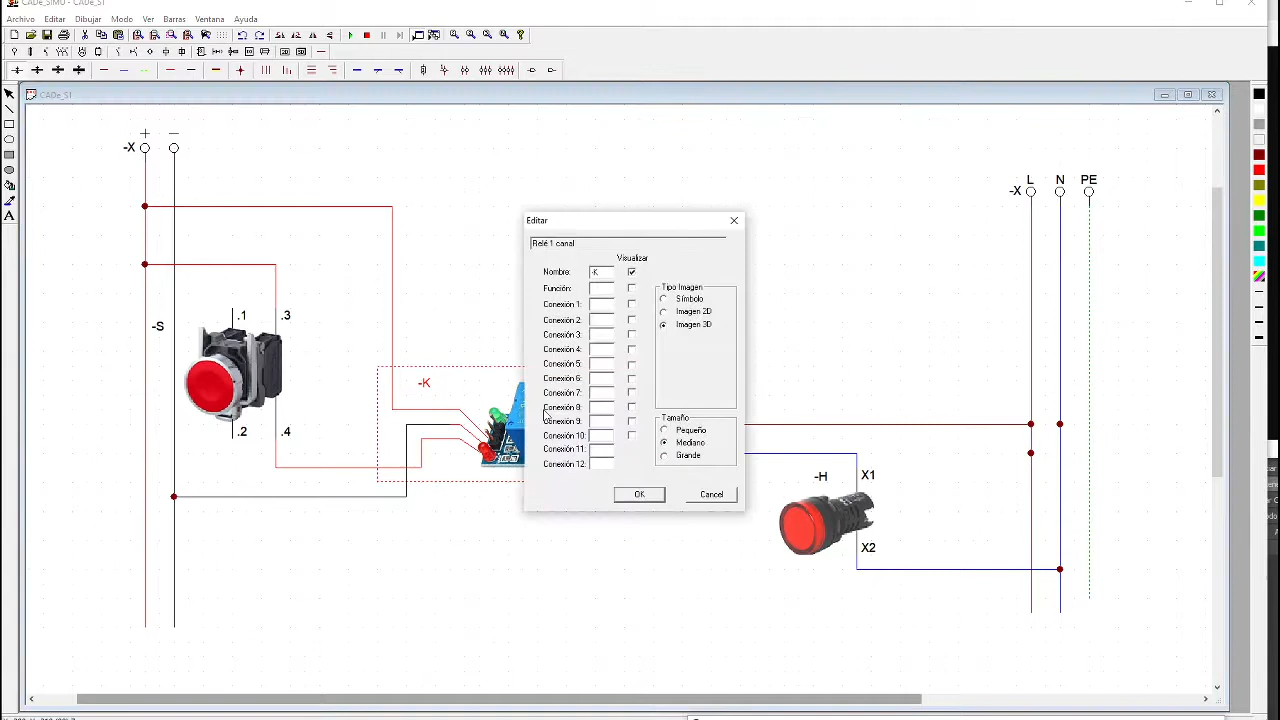 CADe_SIMU - CADe_S1
Archivo Editar Dibujar Modo Ver Barras Ventana Ayuda
CADe_S1
+ −
-X
L N PE
-X
Editar
Relé 1 canal
Visualizar
Nombre: -K
Función:
Conexión 1:
Conexión 2:
Conexión 3:
Conexión 4:
Conexión 5:
Conexión 6:
Conexión 7:
Conexión 8:
Conexión 9:
Conexión 10:
Conexión 11:
Conexión 12:
Tipo Imagen
Símbolo
Imagen 2D
Imagen 3D
Tamaño
Pequeño
Mediano
Grande
OK Cancel
.1 .3
-S
.2 .4
-K
-H X1
X2